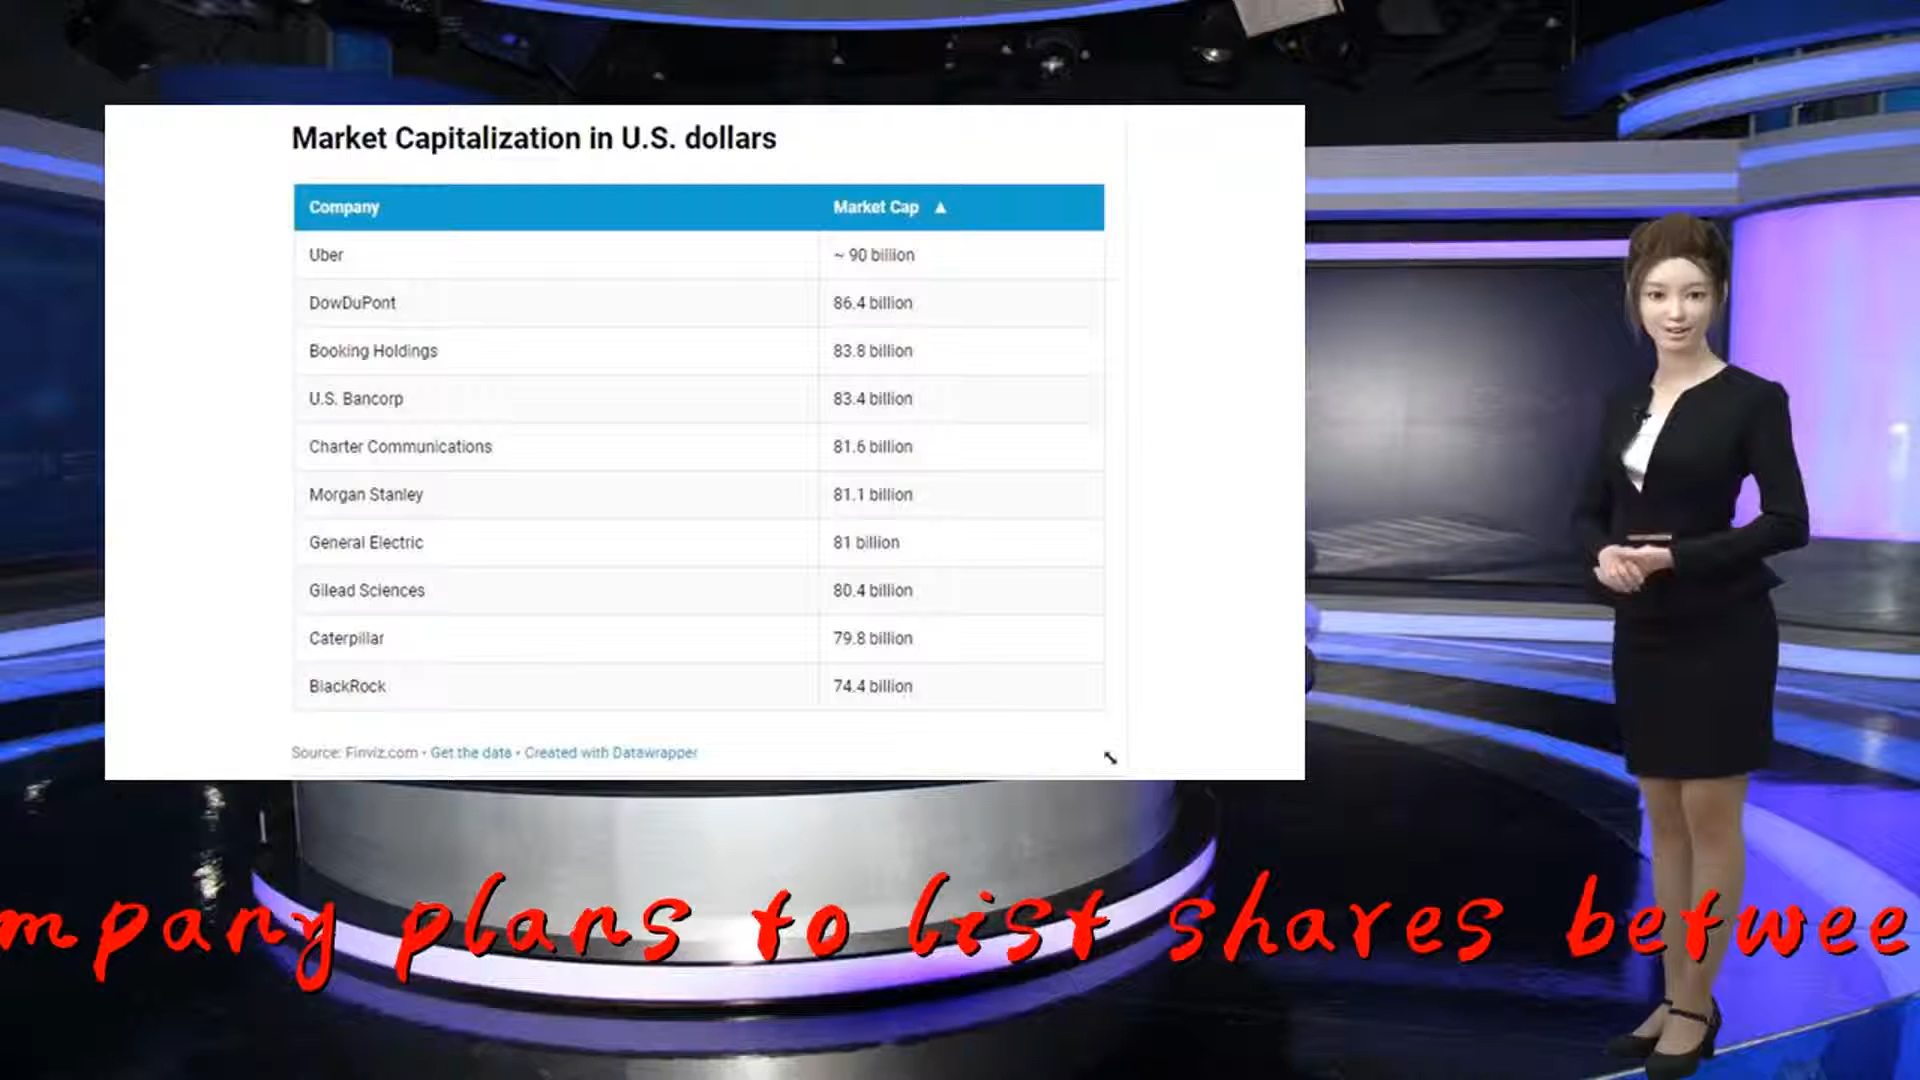 Market Capitalization in U.S. dollars
Company Market Cap ▲
Uber ~ 90 billion
DowDuPont 86.4 billion
Booking Holdings 83.8 billion
U.S. Bancorp 83.4 billion
Charter Communications 81.6 billion
Morgan Stanley 81.1 billion
General Electric 81 billion
Gilead Sciences 80.4 billion
Caterpillar 79.8 billion
BlackRock 74.4 billion
Source: Finviz.com • Get the data • Created with Datawrapper
mpany plans to list shares betwee